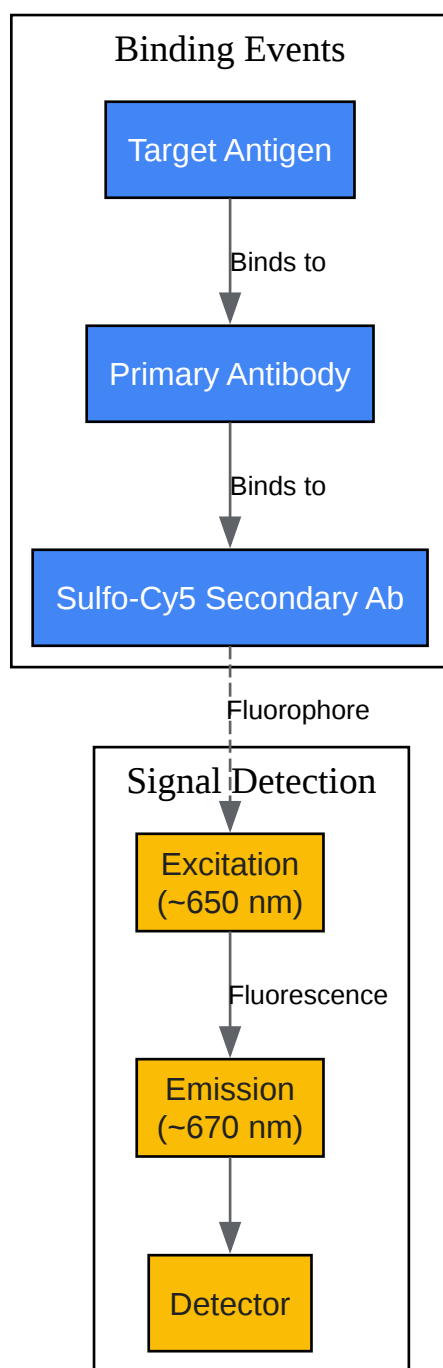 Binding Events
Target Antigen
Binds to
Primary Antibody
Binds to
Sulfo-Cy5 Secondary Ab
Fluorophore
Signal Detection
Excitation
(~650 nm)
Fluorescence
Emission
(~670 nm)
Detector